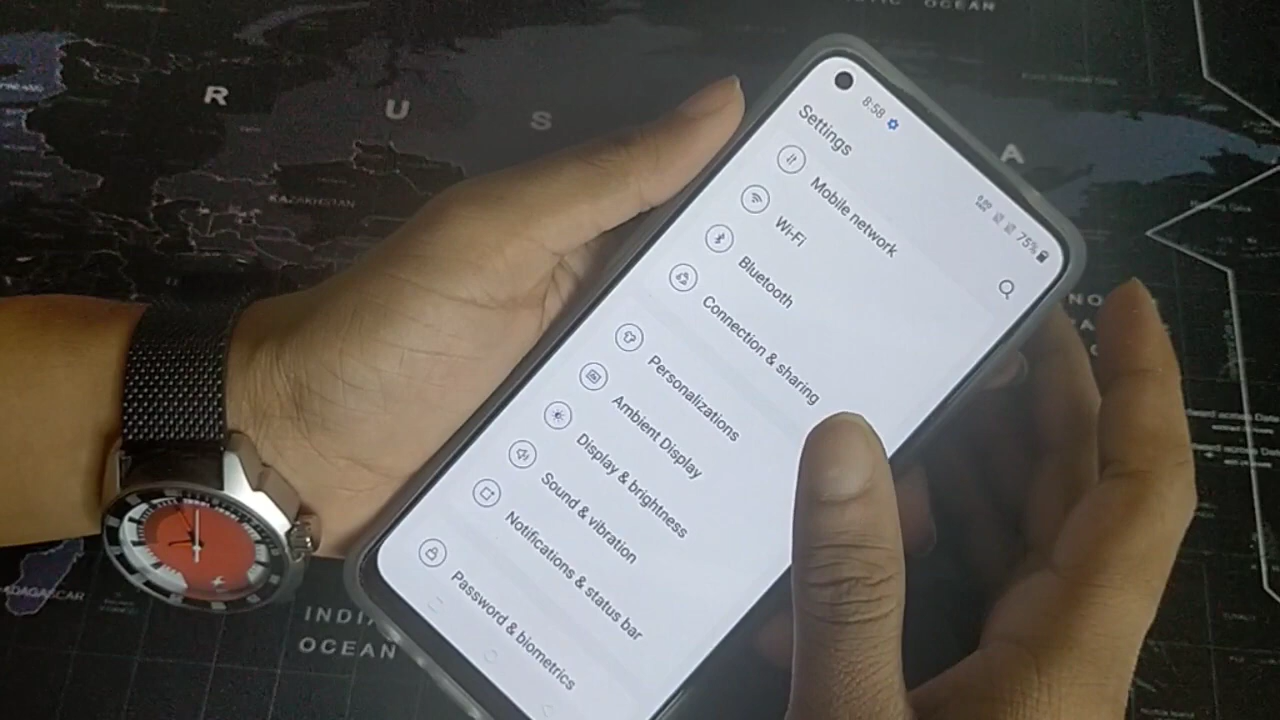 OCEAN
R U S A
KAZAKHSTAN
8:58
75%
Settings
Mobile network
Wi-Fi
Bluetooth
Connection & sharing
Personalizations
Ambient Display
Display & brightness
Sound & vibration
Notifications & status bar
Password & biometrics
OCEAN